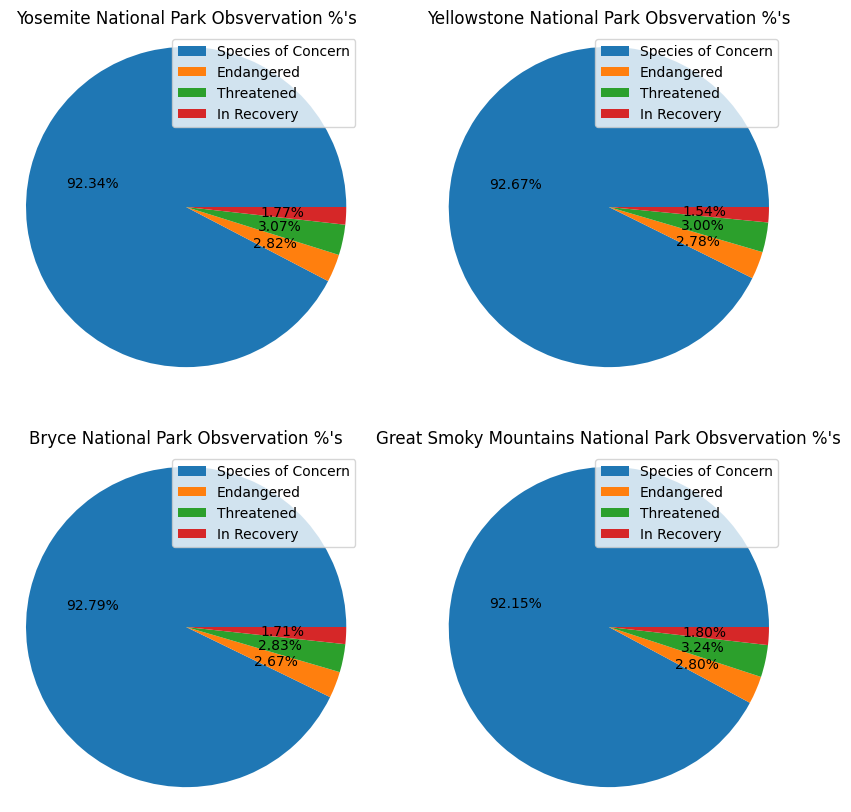 Yosemite National Park Obsvervation %'s
Species of Concern
Endangered
Threatened
In Recovery
92.34%
1.77%
3.07%
2.82%
Yellowstone National Park Obsvervation %'s
Species of Concern
Endangered
Threatened
In Recovery
92.67%
1.54%
3.00%
2.78%
Bryce National Park Obsvervation %'s
Species of Concern
Endangered
Threatened
In Recovery
92.79%
1.71%
2.83%
2.67%
Great Smoky Mountains National Park Obsvervation %'s
Species of Concern
Endangered
Threatened
In Recovery
92.15%
1.80%
3.24%
2.80%